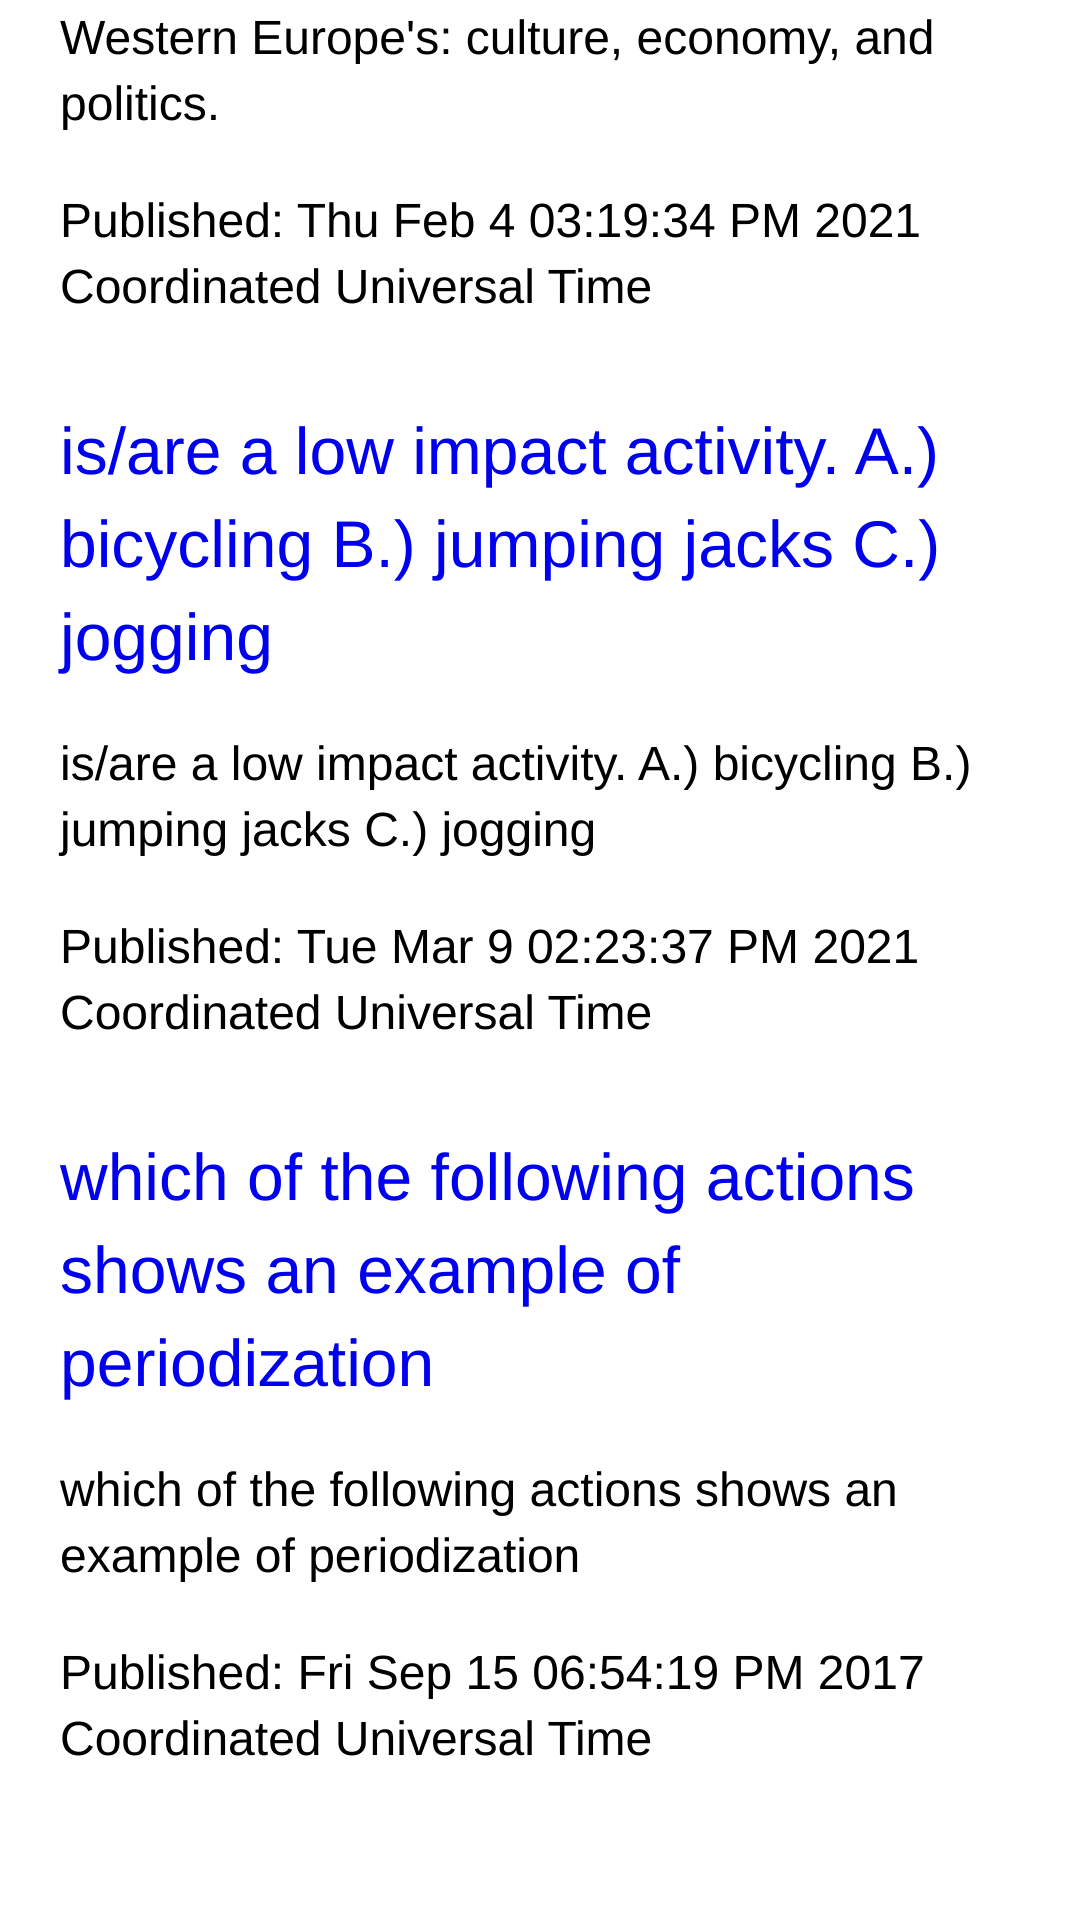 Western Europe's: culture, economy, and
politics.
Published: Thu Feb 4 03:19:34 PM 2021
Coordinated Universal Time
is/are a low impact activity. A.)
bicycling B.) jumping jacks C.)
jogging
is/are a low impact activity. A.) bicycling B.)
jumping jacks C.) jogging
Published: Tue Mar 9 02:23:37 PM 2021
Coordinated Universal Time
which of the following actions
shows an example of
periodization
which of the following actions shows an
example of periodization
Published: Fri Sep 15 06:54:19 PM 2017
Coordinated Universal Time